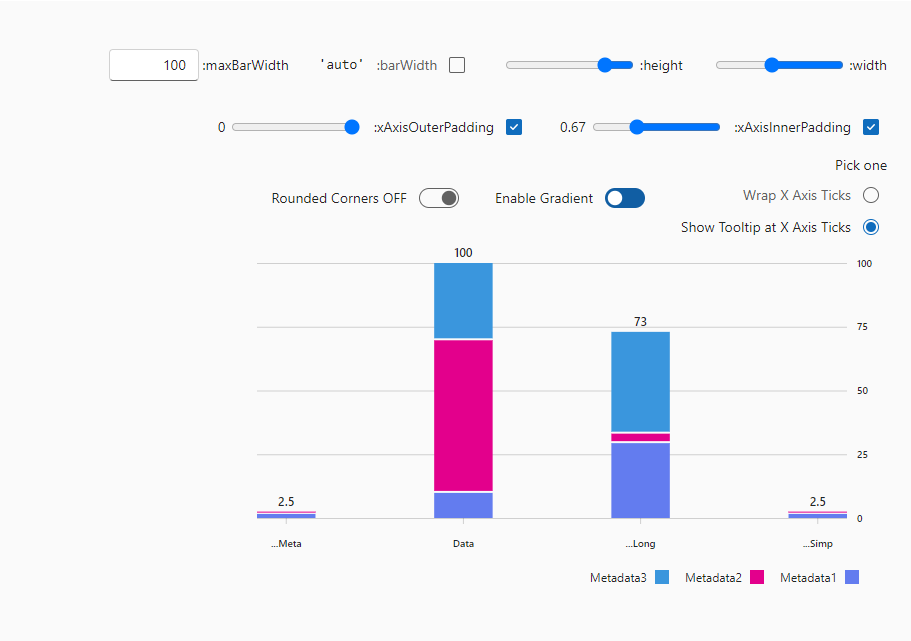 100 :maxBarWidth 'auto' :barWidth :height :width
0 :xAxisOuterPadding 0.67 :xAxisInnerPadding
Pick one
Rounded Corners OFF Enable Gradient Wrap X Axis Ticks
Show Tooltip at X Axis Ticks
100 100
73 75
50
25
2.5 2.5
0
...Meta Data ...Long ...Simp
Metadata3 Metadata2 Metadata1